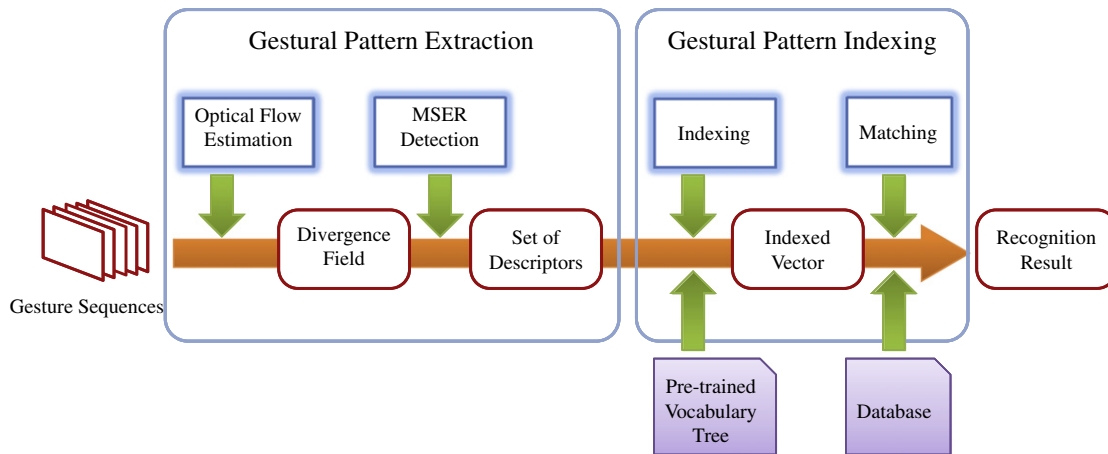 Gestural Pattern Extraction
Gestural Pattern Indexing
Optical Flow
Estimation
MSER
Detection
Indexing
Matching
Gesture Sequences
Divergence
Field
Set of
Descriptors
Indexed
Vector
Recognition
Result
Pre-trained
Vocabulary
Tree
Database